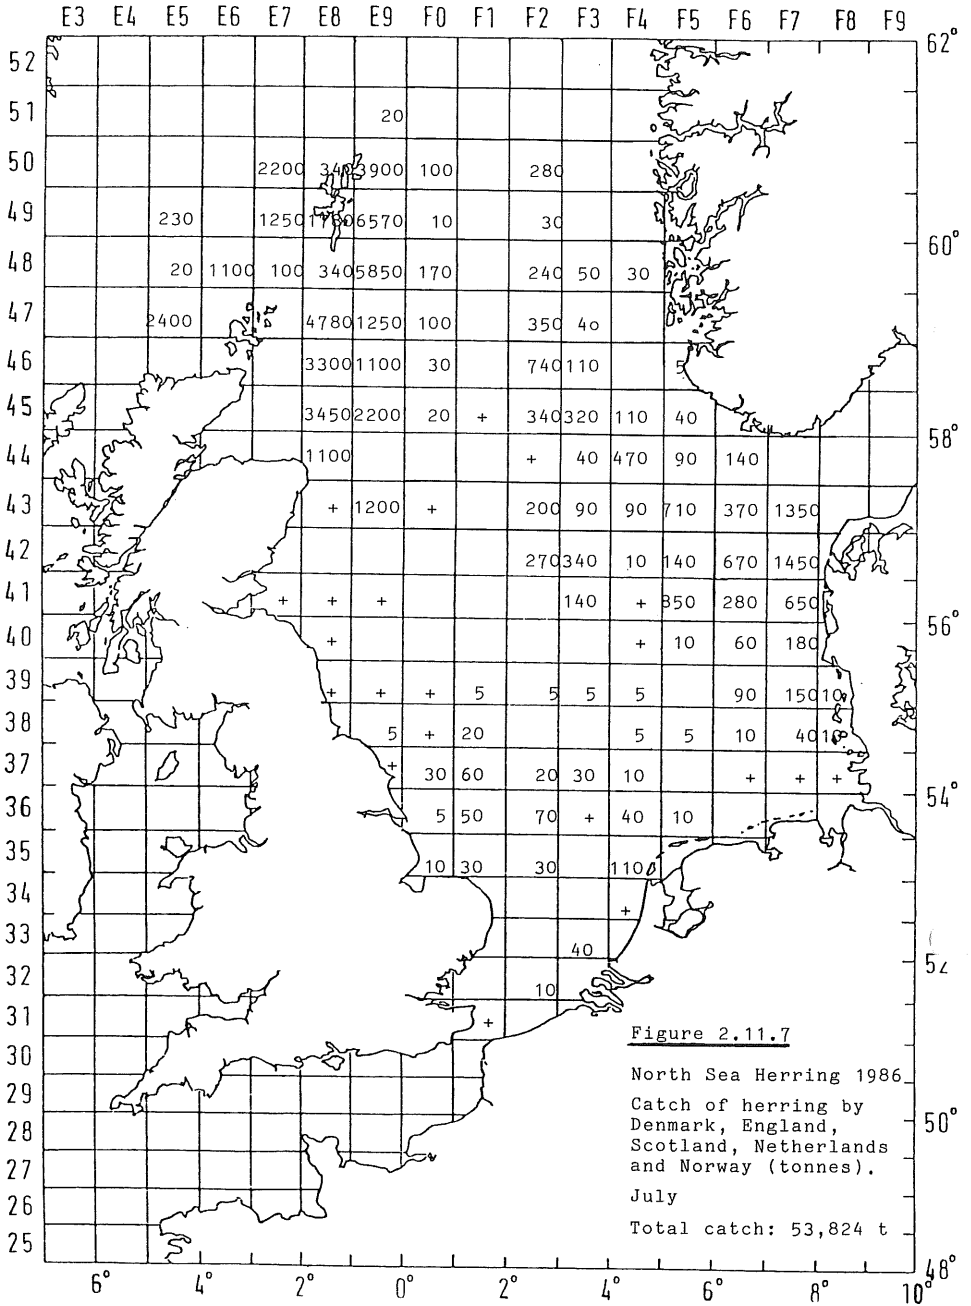 E3 E4 E5 E6 E7 E8 E9 F0 F1 F2 F3 F4 F5 F6 F7 F8 F9
62°
52
51 20
50 2200 340 3900 100 280
49 230 1250 6570 10 30
60°
48 20 1100 100 340 5850 170 240 50 30
47 2400 4780 1250 100 350 40
46 3300 1100 30 740 110 5
45 3450 2200 20 + 340 320 110 40
58°
44 1100 + 40 470 90 140
43 + 1200 + 200 90 90 710 370 1350
42 270 340 10 140 670 1450
41 + + + 140 + 850 280 650
56°
40 + + 10 60 180
39 + + + 5 5 5 5 90 150 10
38 5 + 20 5 5 10 40 10
37 + 30 60 20 30 10 + + +
54°
36 5 50 70 + 40 10
35 10 30 30 110
34 +
33 40
52
32 10
31 +
30
29
28
50°
27
26
25
48°
6° 4° 2° 0° 2° 4° 6° 8° 10°
Figure 2.11.7
North Sea Herring 1986
Catch of herring by
Denmark, England,
Scotland, Netherlands
and Norway (tonnes).
July
Total catch: 53,824 t